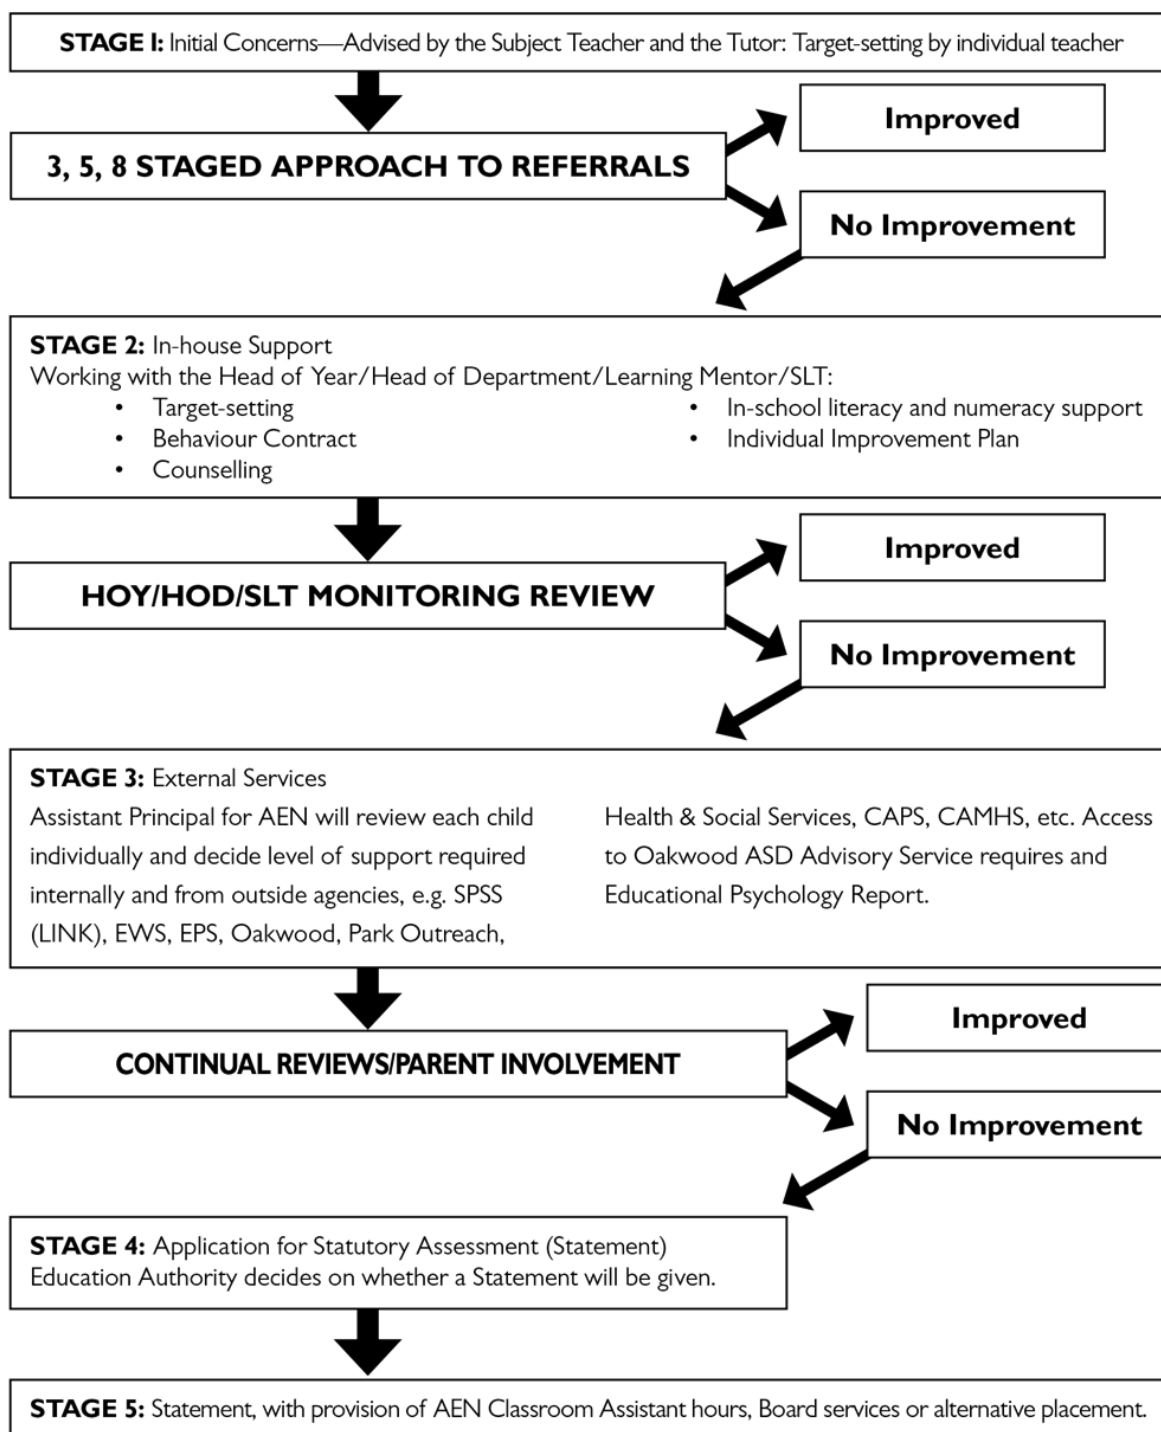 STAGE 1: Initial Concerns—Advised by the Subject Teacher and the Tutor: Target-setting by individual teacher
Improved
3, 5, 8 STAGED APPROACH TO REFERRALS
No Improvement
STAGE 2: In-house Support
Working with the Head of Year/Head of Department/Learning Mentor/SLT:
• Target-setting
• Behaviour Contract
• Counselling
• In-school literacy and numeracy support
• Individual Improvement Plan
Improved
HOY/HOD/SLT MONITORING REVIEW
No Improvement
STAGE 3: External Services
Assistant Principal for AEN will review each child
individually and decide level of support required
internally and from outside agencies, e.g. SPSS
(LINK), EWS, EPS, Oakwood, Park Outreach,
Health & Social Services, CAPS, CAMHS, etc. Access
to Oakwood ASD Advisory Service requires and
Educational Psychology Report.
Improved
CONTINUAL REVIEWS/PARENT INVOLVEMENT
No Improvement
STAGE 4: Application for Statutory Assessment (Statement)
Education Authority decides on whether a Statement will be given.
STAGE 5: Statement, with provision of AEN Classroom Assistant hours, Board services or alternative placement.